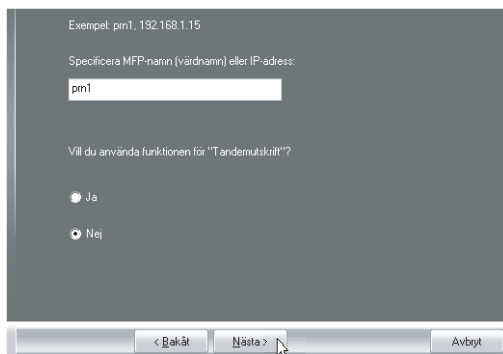 Exempel: prn1, 192.168.1.15
Specificera MFP-namn (värdnamn) eller IP-adress:
prn1
Vill du använda funktionen för "Tandemutskrift"?
Ja
Nej
< Bakåt Nästa > Avbryt